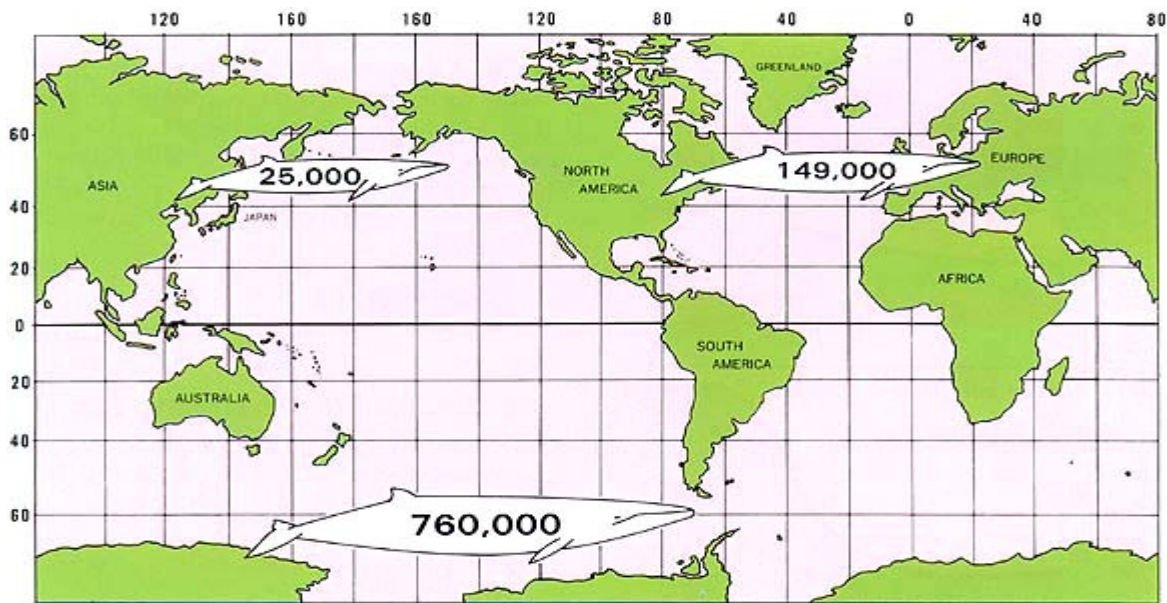 120 160 160 120 80 40 0 40 80
GREENLAND
60
EUROPE
25,000
149,000
NORTH
AMERICA
ASIA
40
JAPAN
20
AFRICA
0
SOUTH
AMERICA
20
AUSTRALIA
40
60
760,000